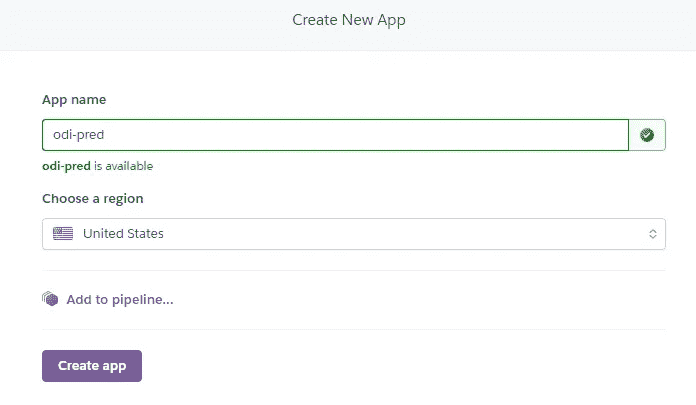 Create New App
App name
odi-pred
odi-pred is available
Choose a region
United States
Add to pipeline...
Create app